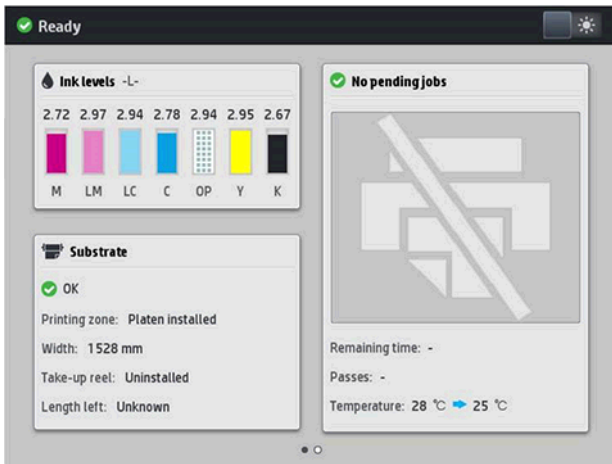 Ready
Ink levels -L-
2.72 2.97 2.94 2.78 2.94 2.95 2.67
M LM LC C OP Y K
Substrate
OK
Printing zone: Platen installed
Width: 1528 mm
Take-up reel: Uninstalled
Length left: Unknown
No pending jobs
Remaining time: -
Passes: -
Temperature: 28 °C 25 °C